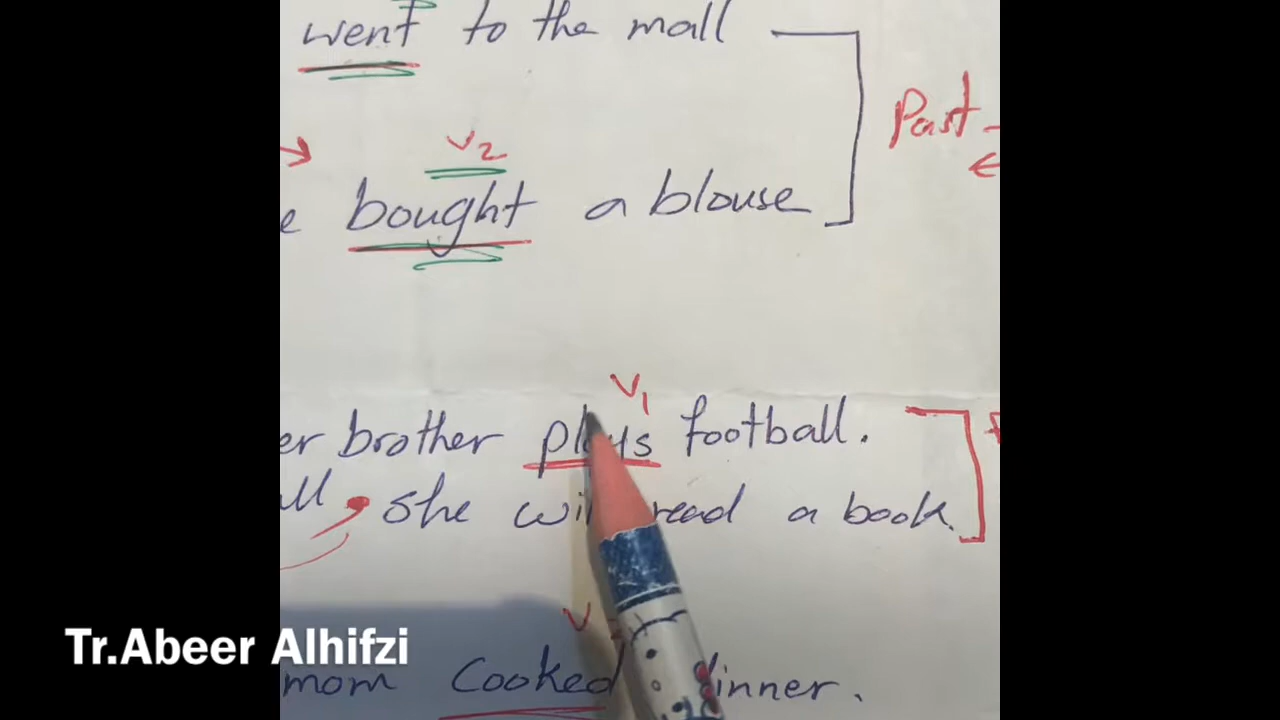 went to the mall
Past
V2
bought a blouse
V1
er brother plays football.
she will read a book.
V
mom cooked dinner.
Tr.Abeer Alhifzi